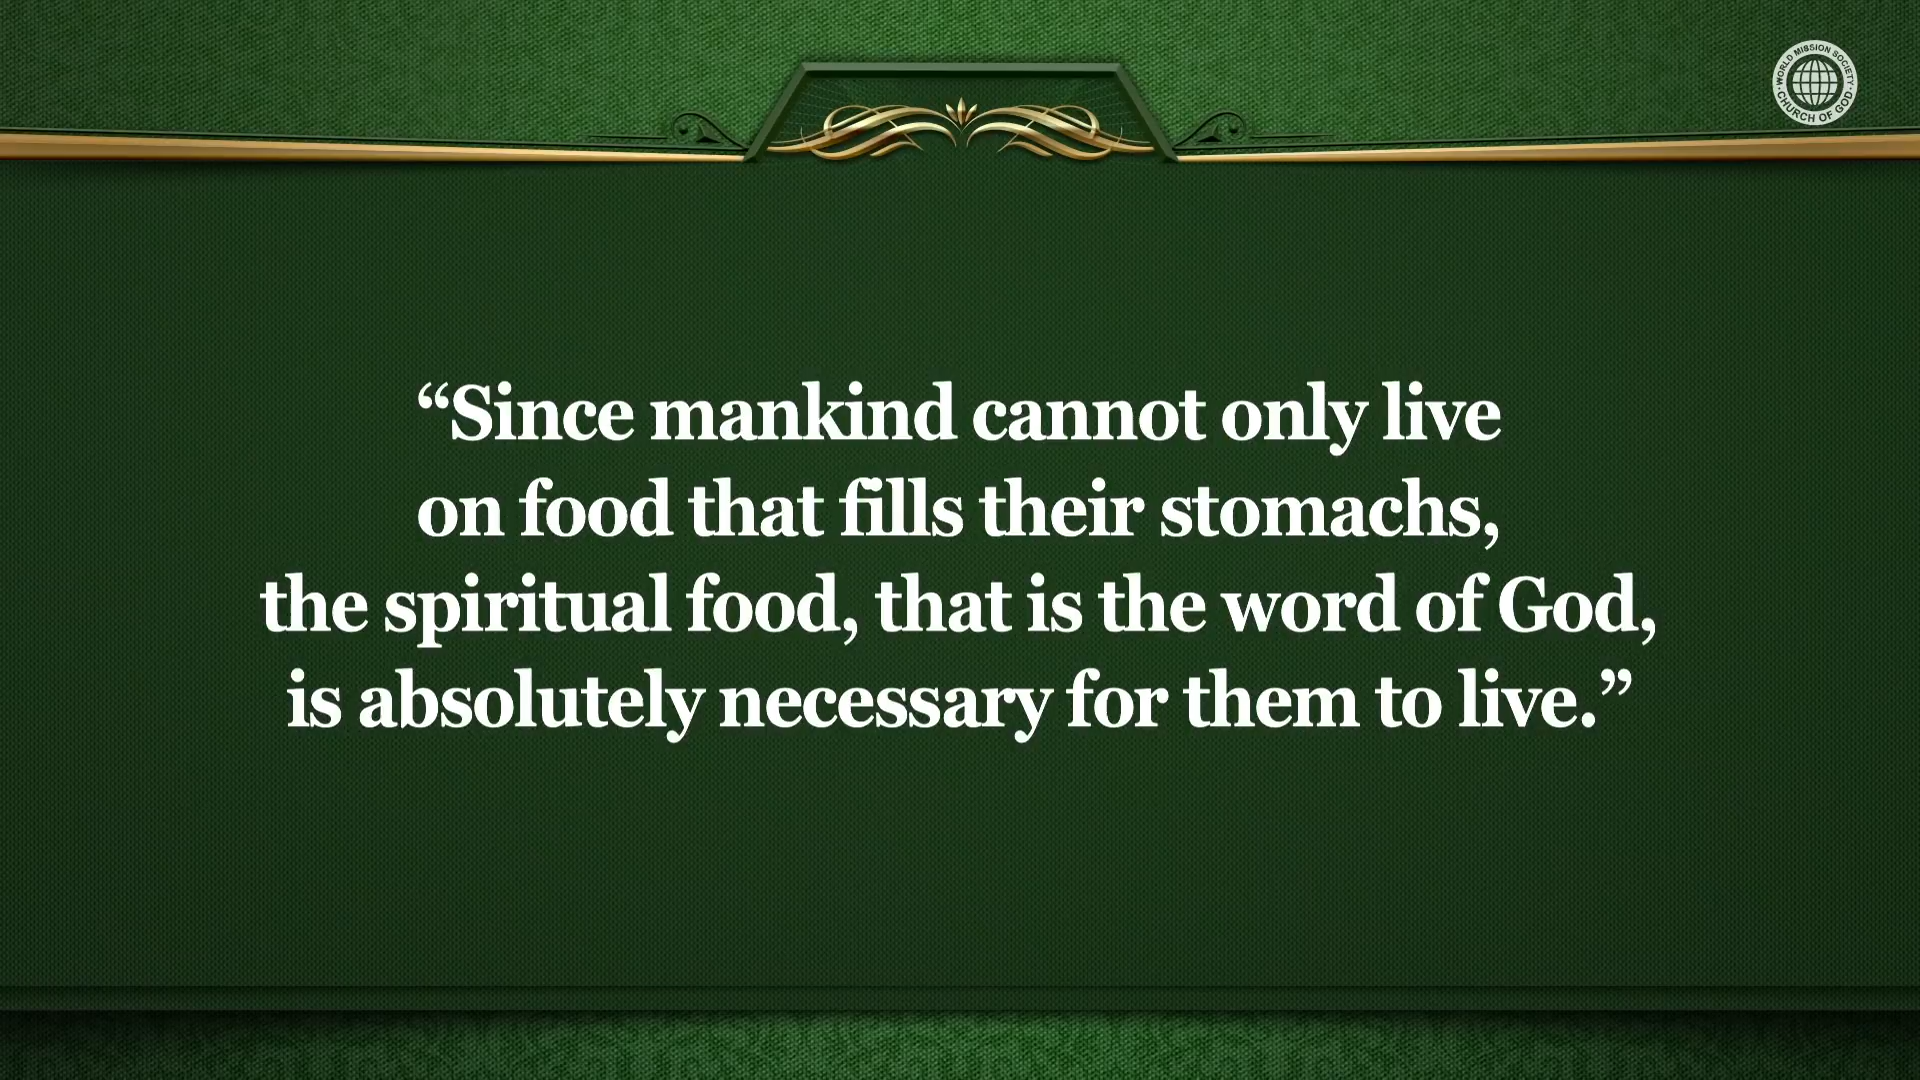 WORLD MISSION SOCIETY
CHURCH OF GOD
“Since mankind cannot only live
on food that fills their stomachs,
the spiritual food, that is the word of God,
is absolutely necessary for them to live.”